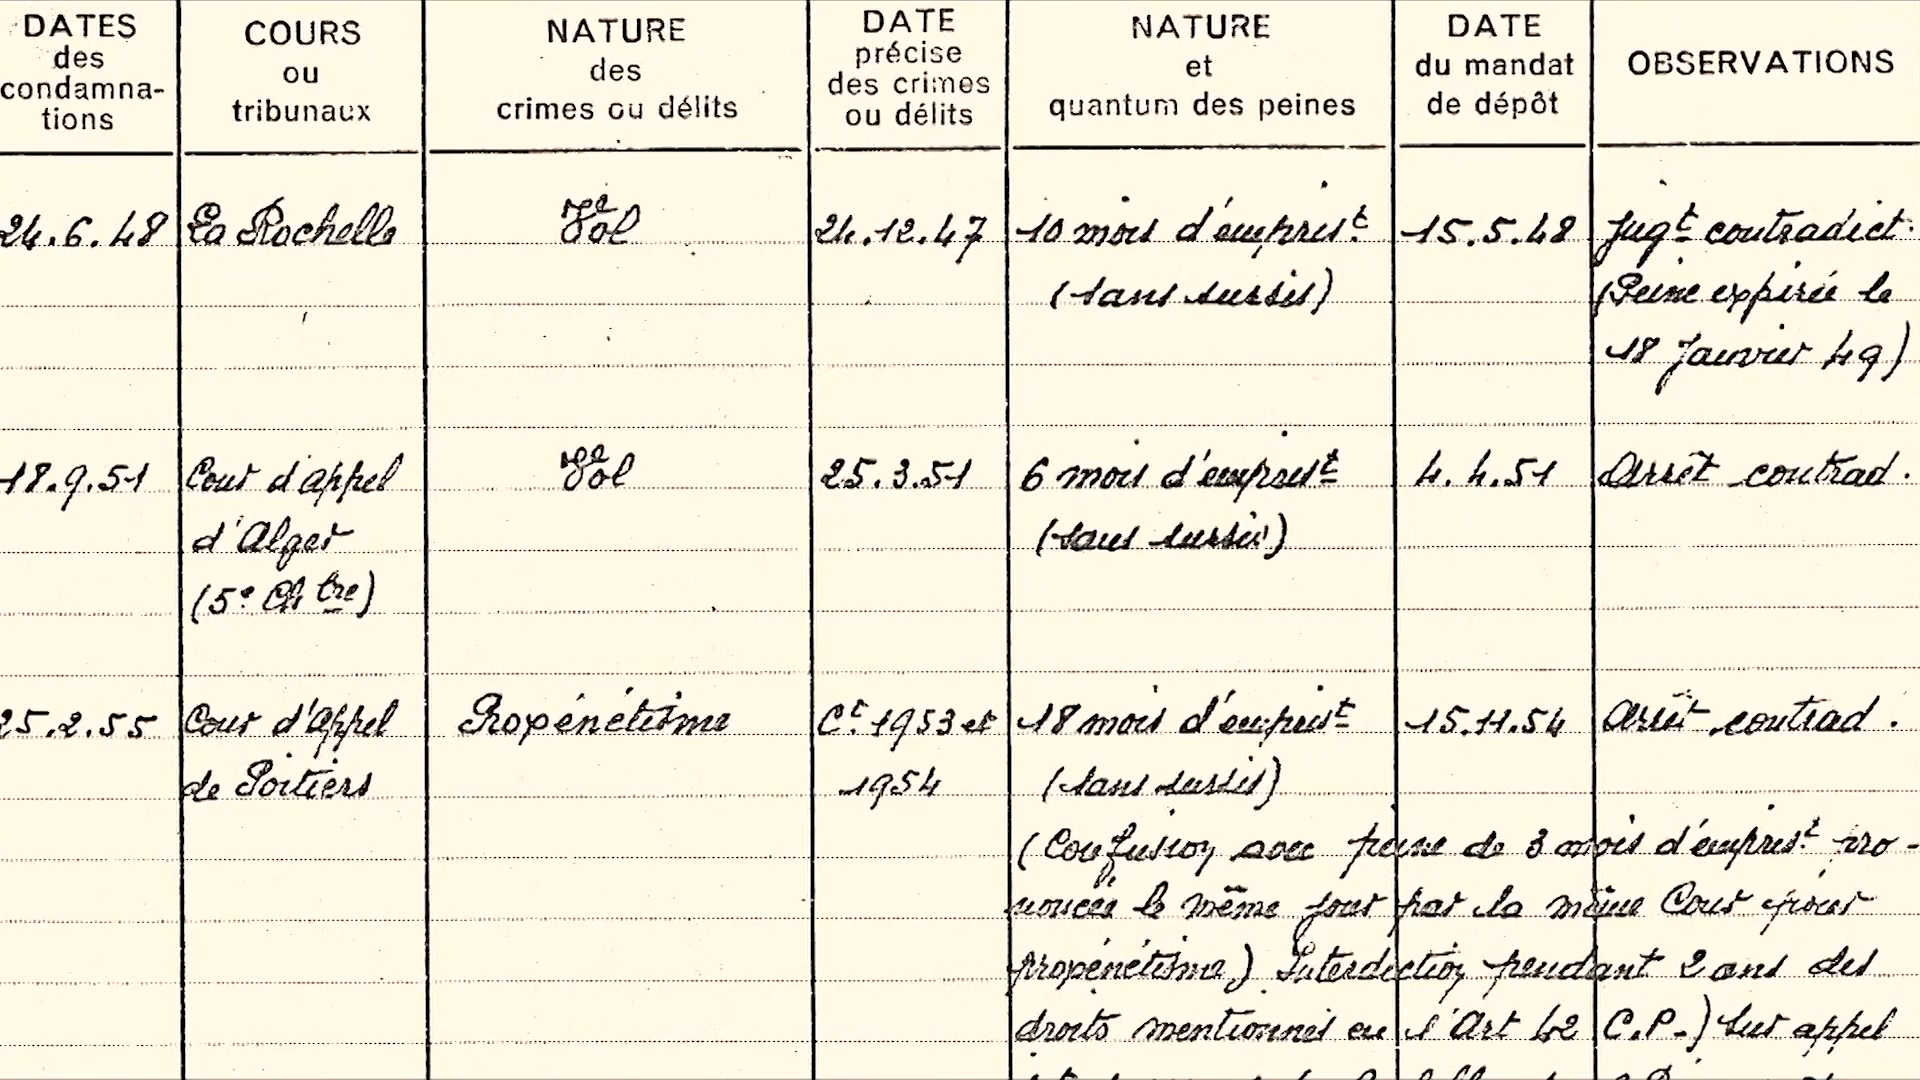 DATES des condamna- tions
COURS ou tribunaux
NATURE des crimes ou délits
DATE précise des crimes ou délits
NATURE et quantum des peines
DATE du mandat de dépôt
OBSERVATIONS
24.6.48 La Rochelle Vol 24.12.47 10 mois d'emprist. 15.5.48 Jugt contradict.
(sans sursis) (Peine expirée le
18 Janvier 49)
18.9.51 Cour d'appel Vol 25.3.51 6 mois d'emprist 4.4.51 Arrêt contrad.
d'Alger (sans sursis)
(5e Chtre)
25.2.55 Cour d'Appel Propénétisme Ct 1953 et 18 mois d'emprist 15.11.54 Arrêt contrad.
de Poitiers 1954 (sans sursis)
(Confusion avec peine de 3 mois d'emprist. pro-
noncée le même jour par la même Cour pour
propénétisme) Interdiction pendant 2 ans des
droits mentionnés en l'Art 42 C.P.) sur appel